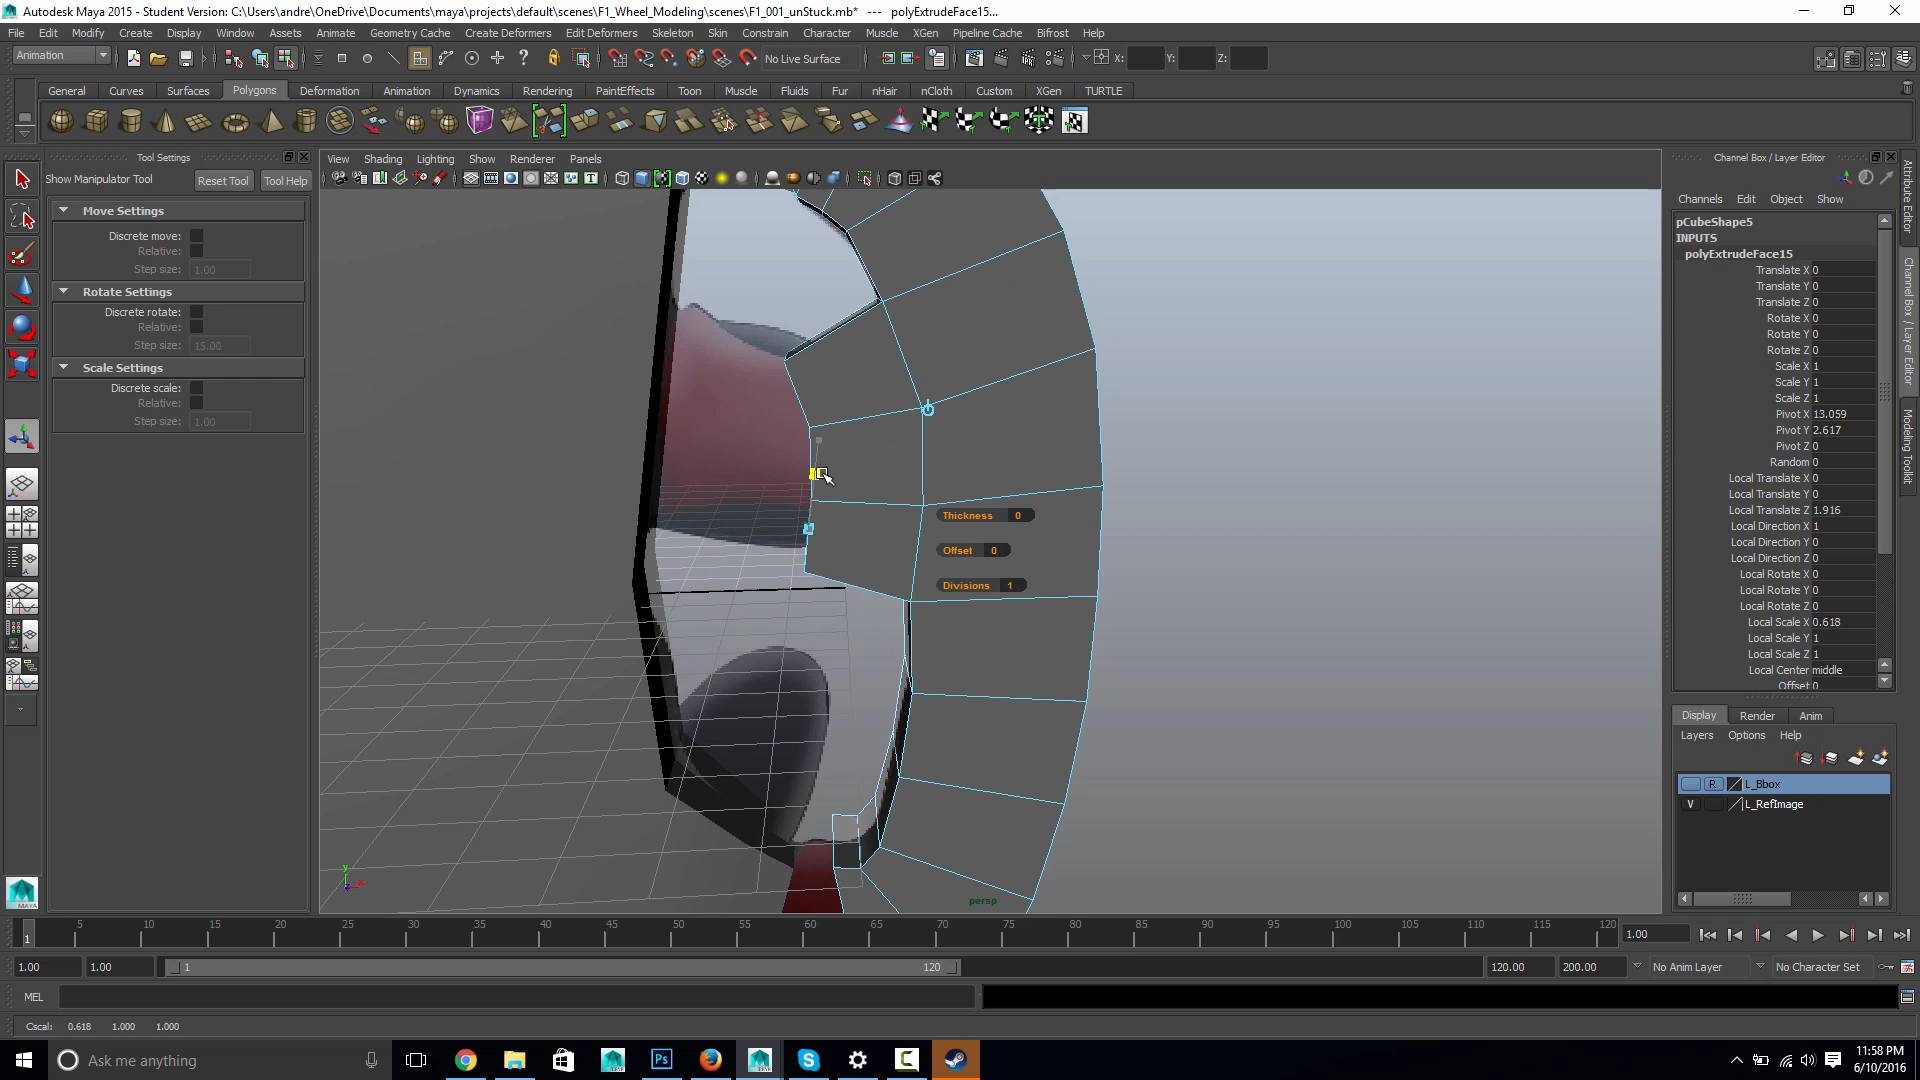 Autodesk Maya 2015 - Student Version: C:\Users\andre\OneDrive\Documents\maya\projects\default\scenes\F1_Wheel_Modeling\scenes\F1_001_unStuck.mb* --- polyExtrudeFace15...
File Edit Modify Create Display Window Assets Animate Geometry Cache Create Deformers Edit Deformers Skeleton Skin Constrain Character Muscle XGen Pipeline Cache Bifrost Help
Animation No Live Surface X: Y: Z:
General Curves Surfaces Polygons Deformation Animation Dynamics Rendering PaintEffects Toon Muscle Fluids Fur nHair nCloth Custom XGen TURTLE
Tool Settings
Show Manipulator Tool Reset Tool Tool Help
Move Settings
Discrete move:
Relative:
Step size: 1.00
Rotate Settings
Discrete rotate:
Relative:
Step size: 15.00
Scale Settings
Discrete scale:
Relative:
Step size: 1.00
View Shading Lighting Show Renderer Panels
Thickness 0
Offset 0
Divisions 1
persp
Channel Box / Layer Editor
Channels Edit Object Show
pCubeShape5
INPUTS
polyExtrudeFace15
Translate X 0
Translate Y 0
Translate Z 0
Rotate X 0
Rotate Y 0
Rotate Z 0
Scale X 1
Scale Y 1
Scale Z 1
Pivot X 13.059
Pivot Y 2.617
Pivot Z 0
Random 0
Local Translate X 0
Local Translate Y 0
Local Translate Z 1.916
Local Direction X 1
Local Direction Y 0
Local Direction Z 0
Local Rotate X 0
Local Rotate Y 0
Local Rotate Z 0
Local Scale X 0.618
Local Scale Y 1
Local Scale Z 1
Local Center middle
Offset 0
Attribute Editor
Channel Box / Layer Editor
Modeling Toolkit
Display Render Anim
Layers Options Help
R L_Bbox
V L_RefImage
1 5 10 15 20 25 30 35 40 45 50 55 60 65 70 75 80 85 90 95 100 105 110 115 120 1.00
1.00 1.00 1 120 120.00 200.00 No Anim Layer No Character Set
MEL
Cscal: 0.618 1.000 1.000
Ask me anything
11:58 PM
6/10/2016
y
x
MAYA